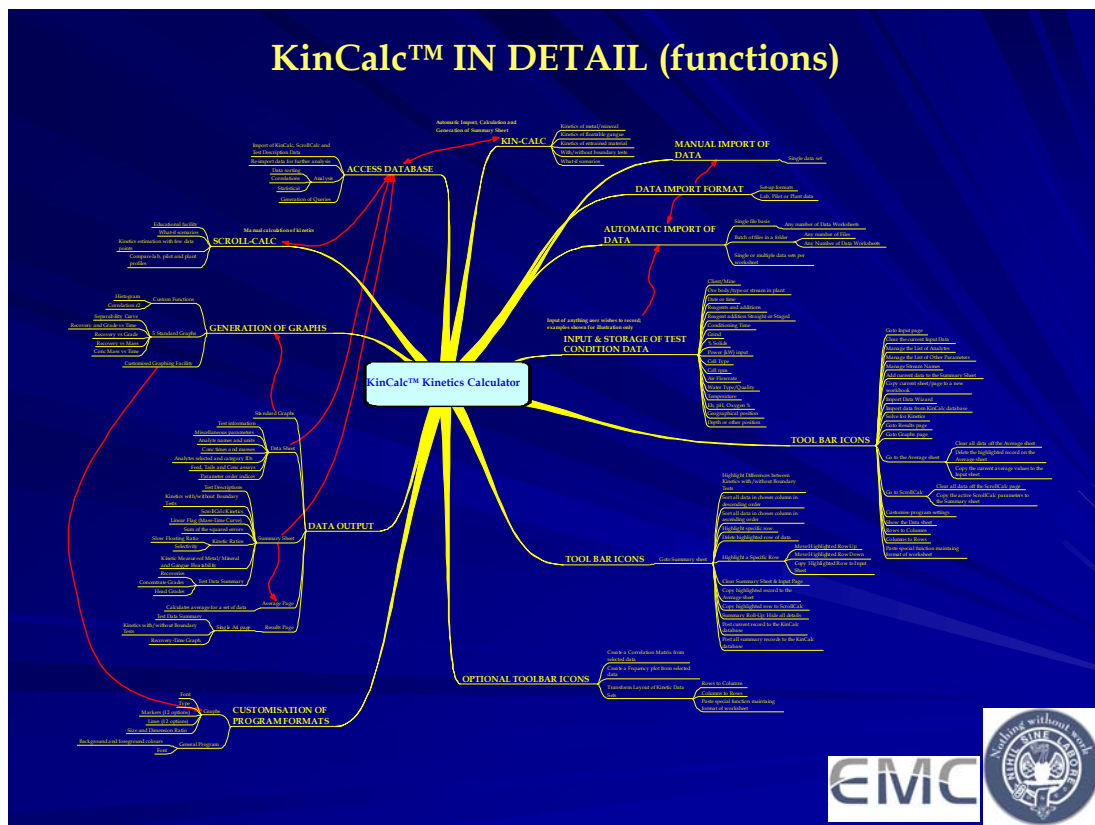 KinCalc™ IN DETAIL (functions)
Automatic Import, Calculation and
Generation of Summary Sheet
KIN-CALC
Kinetics of metal/mineral
Kinetics of floatable gangue
Kinetics of entrained material
With/without boundary tests
What-if scenarios
MANUAL IMPORT OF
DATA
Single data set
DATA IMPORT FORMAT
Set-up formats
Lab, Pilot or Plant data
AUTOMATIC IMPORT OF
DATA
Single file basis
Any number of Data Worksheets
Batch of files in a folder
Any number of Files
Any Number of Data Worksheets
Single or multiple data sets per
worksheet
Input of anything user wishes to record;
examples shown for illustration only
INPUT & STORAGE OF TEST
CONDITION DATA
Client/Mine
Ore body/type or stream in plant
Date or time
Reagents and additions
Reagent addition Straight or Staged
Conditioning Time
Grind
% Solids
Power (kW) input
Cell Type
Cell rpm
Air Flowrate
Water Type/Quality
Temperature
Eh, pH, Oxygen %
Geographical position
Depth or other position
TOOL BAR ICONS
Goto Input page
Clear the current Input Data
Manage the List of Analytes
Manage the List of Other Parameters
Manage Stream Names
Add current data to the Summary Sheet
Copy current sheet/page to a new
workbook
Import Data Wizard
Import data from KinCalc database
Solve for Kinetics
Goto Results page
Goto Graphs page
Go to the Average sheet
Clear all data off the Average sheet
Delete the highlighted record on the
Average sheet
Copy the current average values to the
Input sheet
Go to ScrollCalc
Clear all data off the ScrollCalc page
Copy the active ScrollCalc parameters to
the Summary sheet
Customise program settings
Show the Data sheet
Rows to Columns
Columns to Rows
Paste special function maintaing
format of worksheet
TOOL BAR ICONS
Goto Summary sheet
Highlight Differences between
Kinetics with/without Boundary
Tests
Sort all data in chosen column in
descending order
Sort all data in chosen column in
ascending order
Highlight specific row
Delete highlighted row of data
Highlight a Specific Row
Move Highlighted Row Up
Move Highlighted Row Down
Copy Highlighted Row to Input
Sheet
Clear Summary Sheet & Input Page
Copy highlighted record to the
Average sheet
Copy highlighted row to ScrollCalc
Summary Roll-Up: Hide all details
Post current record to the KinCalc
database
Post all summary records to the KinCalc
database
OPTIONAL TOOLBAR ICONS
Create a Correlation Matrix from
selected data
Create a Fequency plot from selected
data
Transform Layout of Kinetic Data
Sets
Rows to Columns
Columns to Rows
Paste special function maintaing
format of worksheet
ACCESS DATABASE
Import of KinCalc, ScrollCalc and
Test Description Data
Re-import data for further analysis
Data sorting
Correlations
Statistical
Analysis
Generation of Queries
SCROLL-CALC
Manual calculation of kinetics
Educational facility
What-if scenarios
Kinetics estimation with few data
points
Compare lab, pilot and plant
profiles
GENERATION OF GRAPHS
Histogram
Correlation r2
Custom Functions
Separability Curve
Recovery and Grade vs Time
Recovery vs Grade
Recovery vs Mass
Conc Mass vs Time
5 Standard Graphs
Customised Graphing Facility
KinCalc™ Kinetics Calculator
DATA OUTPUT
Standard Graphs
Test information
Miscellaneous parameters
Analyte names and units
Conc times and masses
Analytes selected and category IDs
Feed, Tails and Conc assays
Parameter order indices
Data Sheet
Test Descriptions
Kinetics with/without Boundary
Tests
ScrollCalc Kinetics
Linear Flag (Mass-Time Curve)
Sum of the squared errors
Slow Floating Ratio
Selectivity
Kinetic Ratios
Kinetic Measure of Metal/Mineral
and Gangue Floatability
Summary Sheet
Recoveries
Concentrate Grades
Head Grades
Test Data Summary
Calculates average for a set of data
Average Page
Test Data Summary
Kinetics with/without Boundary
Tests
Recovery-Time Graph
Single A4 page
Results Page
CUSTOMISATION OF
PROGRAM FORMATS
Font
Type
Markers (12 options)
Lines (12 options)
Size and Dimension Ratio
Graphs
Background and foreground colours
Font
General Program
EMC
Nothing without work
NIHIL SINE LABORE